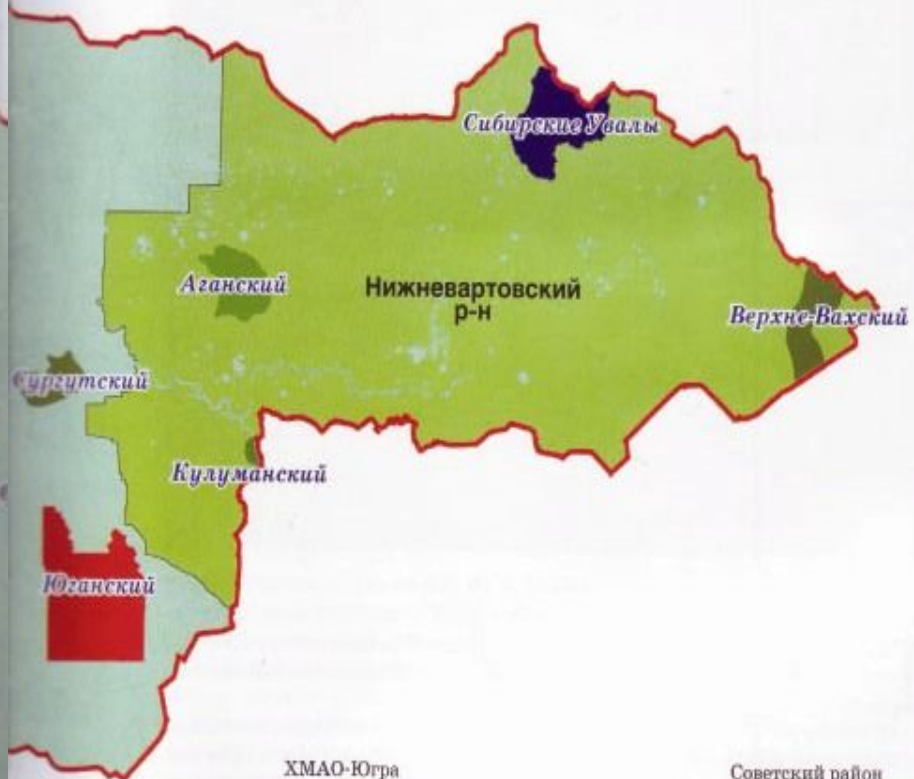 Сибирские Увалы
Аганский
Нижневартовский
р-н
Верхне-Вахский
Сургутский
Кулуманский
Юганский
ХМАО-Югра
Советский район